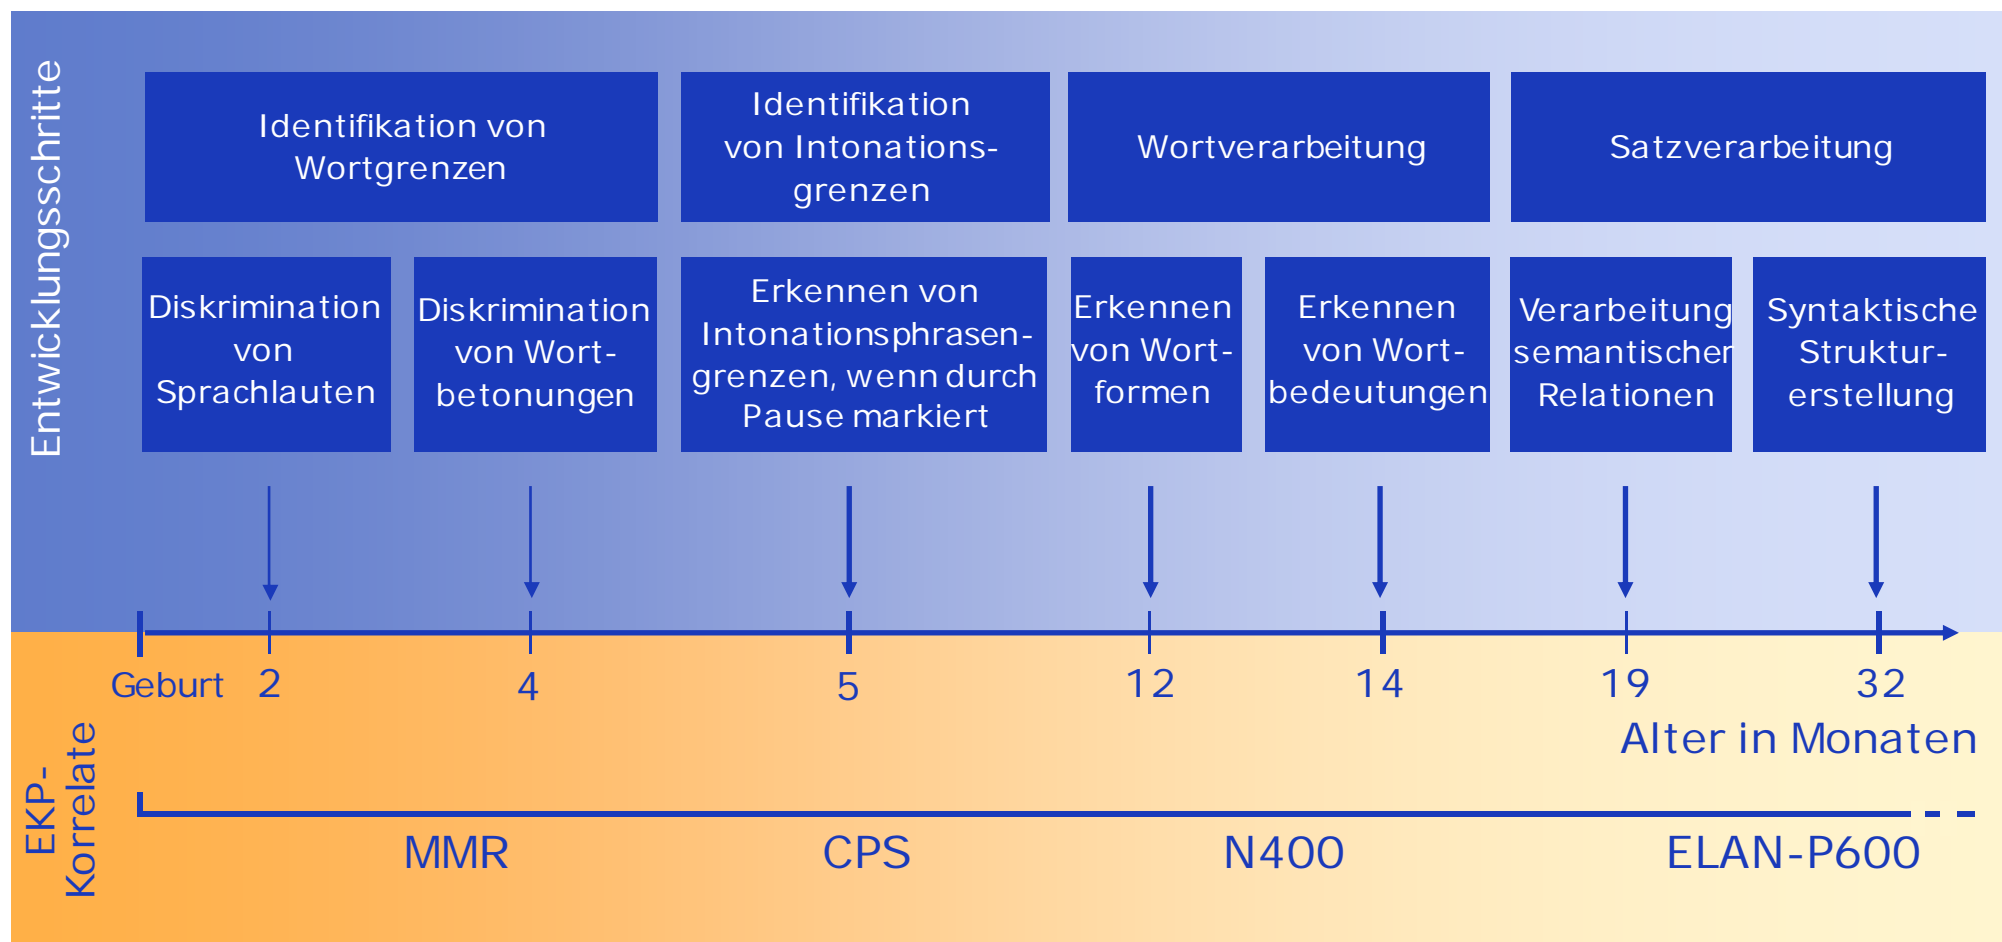 Entwicklungsschritte
Identifikation von
Wortgrenzen
Identifikation
von Intonations-
grenzen
Wortverarbeitung
Satzverarbeitung
Diskrimination
von
Sprachlauten
Diskrimination
von Wort-
betonungen
Erkennen von
Intonationsphrasen-
grenzen, wenn durch
Pause markiert
Erkennen
von Wort-
formen
Erkennen
von Wort-
bedeutungen
Verarbeitung
semantischer
Relationen
Syntaktische
Struktur-
erstellung
Geburt 2 4 5 12 14 19 32
Alter in Monaten
EKP-
Korrelate
MMR CPS N400 ELAN-P600